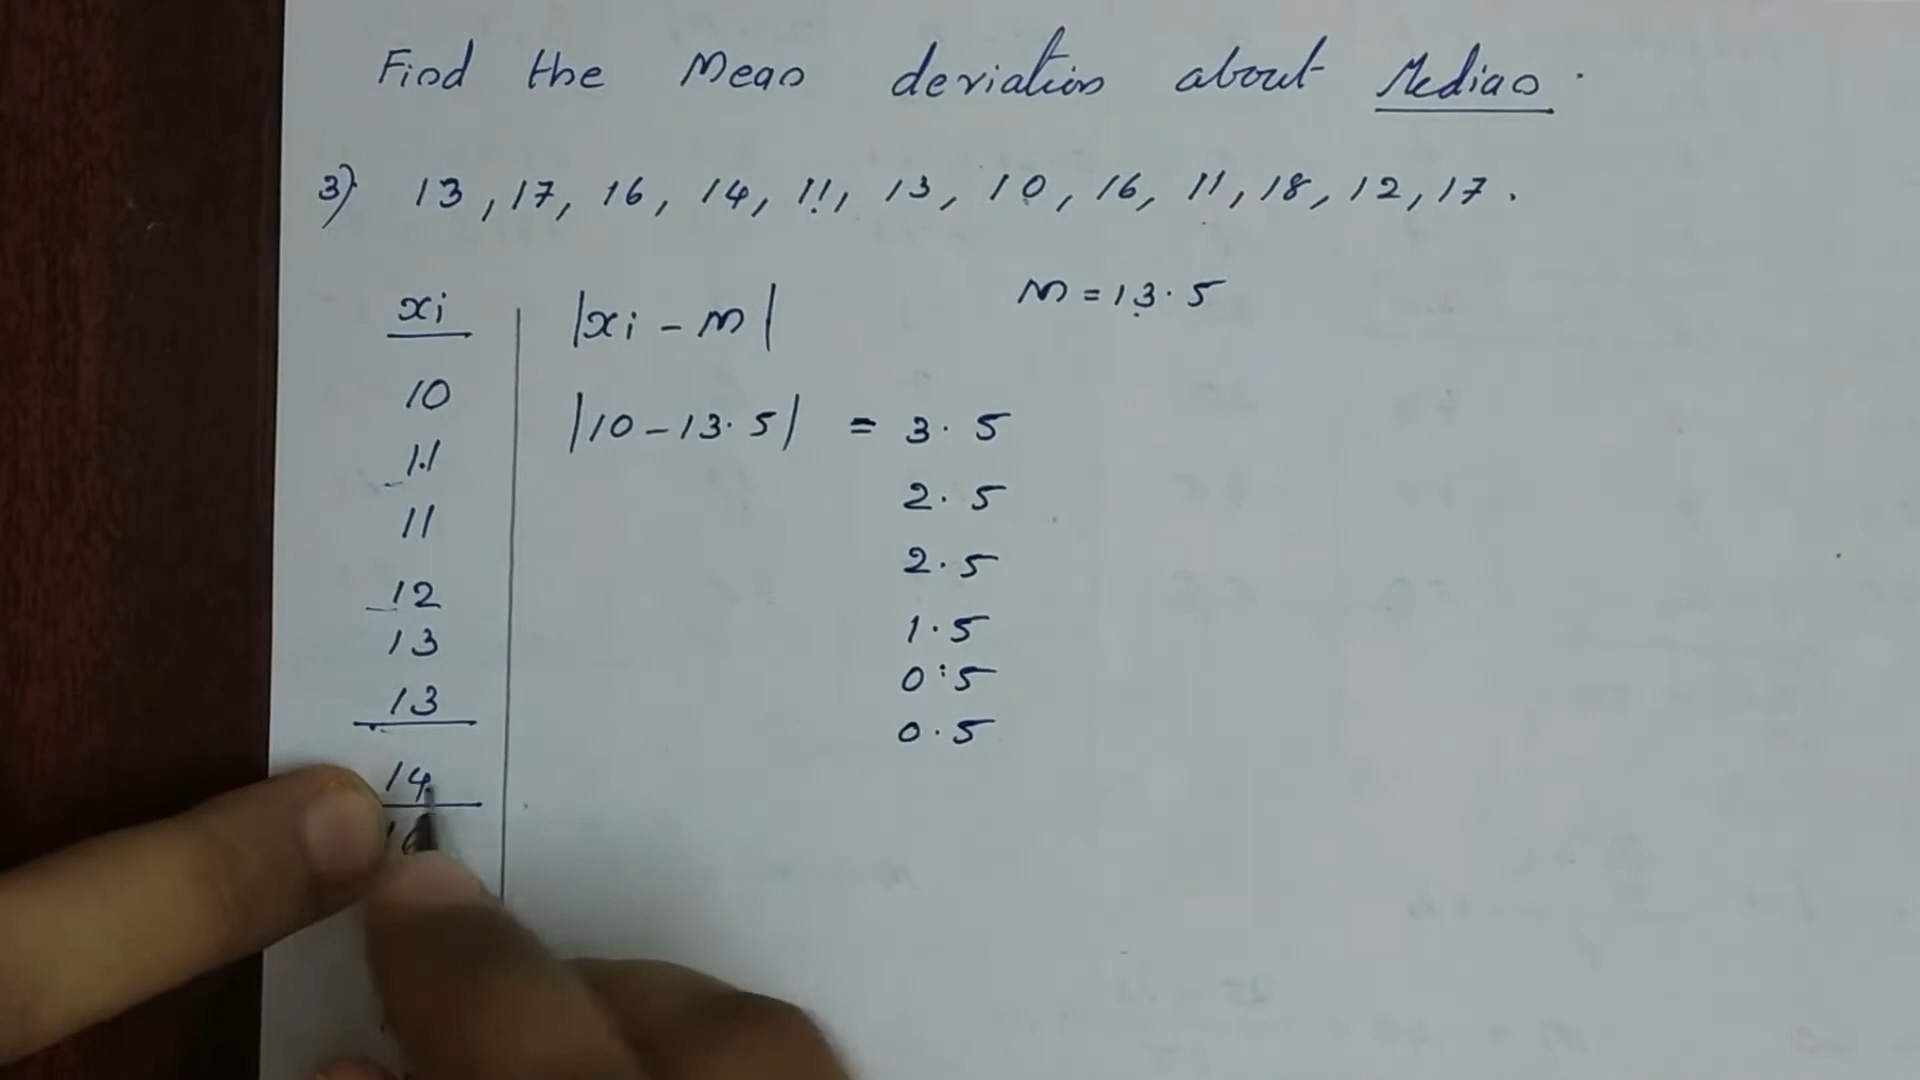 Find the Mean deviation about Median.
3) 13, 17, 16, 14, 11, 13, 10, 16, 11, 18, 12, 17.
xi |xi - m| m = 13.5
10 |10 - 13.5| = 3.5
11 2.5
11 2.5
12 1.5
13 0.5
13 0.5
14